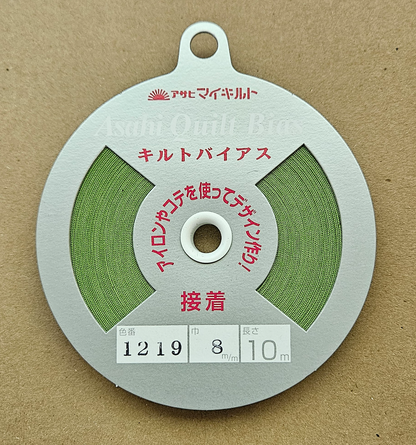 アサヒマイキルト
Asahi Quilt Bias
キルトバイアス
アイロンやコテを使ってデザイン作り!
接着
色番 巾 長さ
1219 8m/m 10m